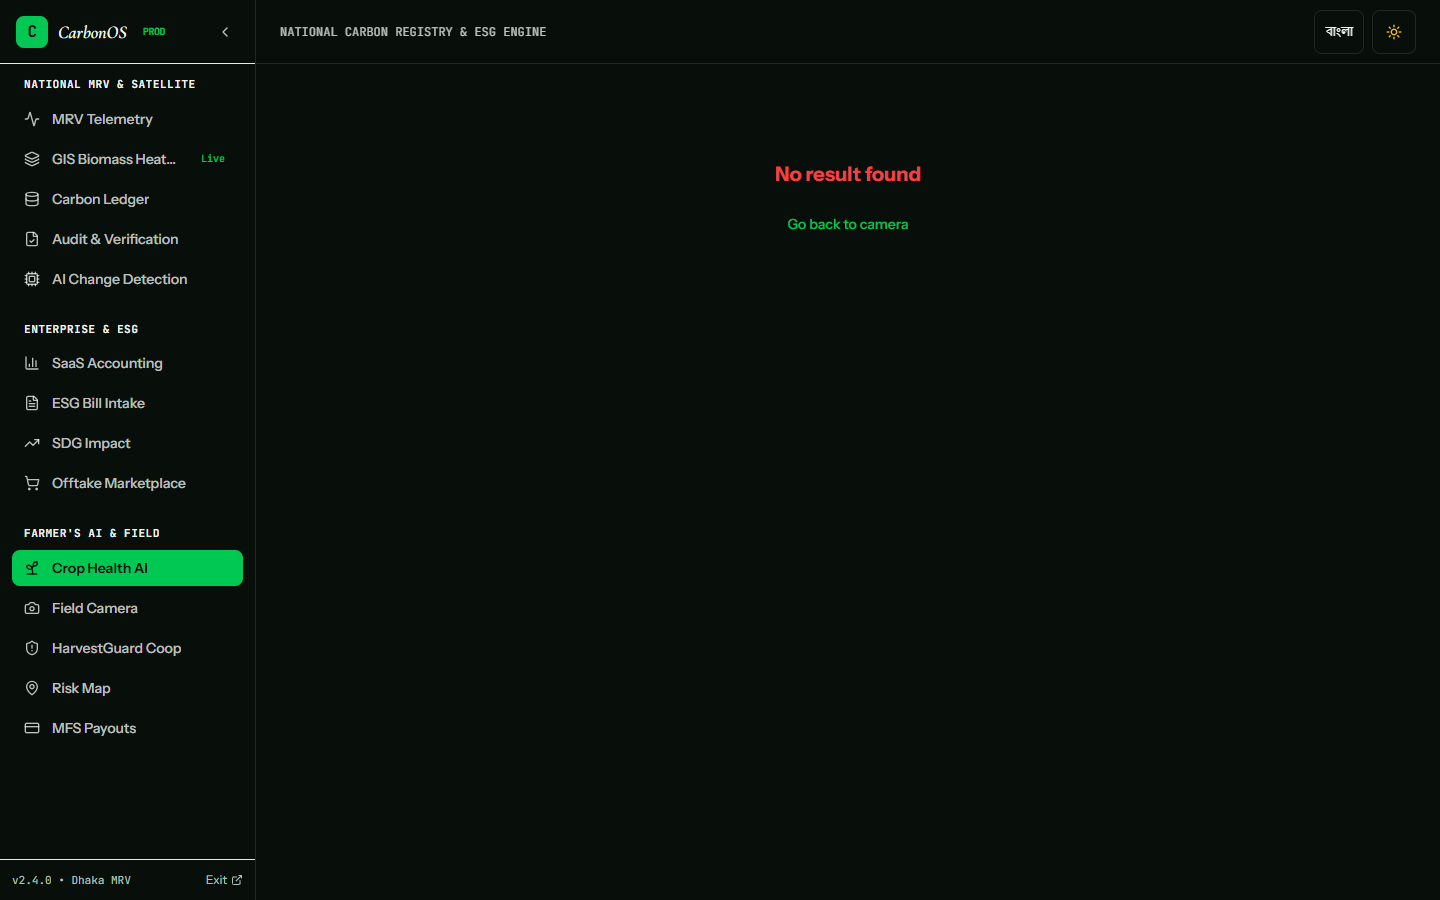 C CarbonOS PROD
NATIONAL CARBON REGISTRY & ESG ENGINE
বাংলা
NATIONAL MRV & SATELLITE
MRV Telemetry
GIS Biomass Heat... Live
Carbon Ledger
Audit & Verification
AI Change Detection
ENTERPRISE & ESG
SaaS Accounting
ESG Bill Intake
SDG Impact
Offtake Marketplace
FARMER'S AI & FIELD
Crop Health AI
Field Camera
HarvestGuard Coop
Risk Map
MFS Payouts
v2.4.0 • Dhaka MRV
Exit
No result found
Go back to camera